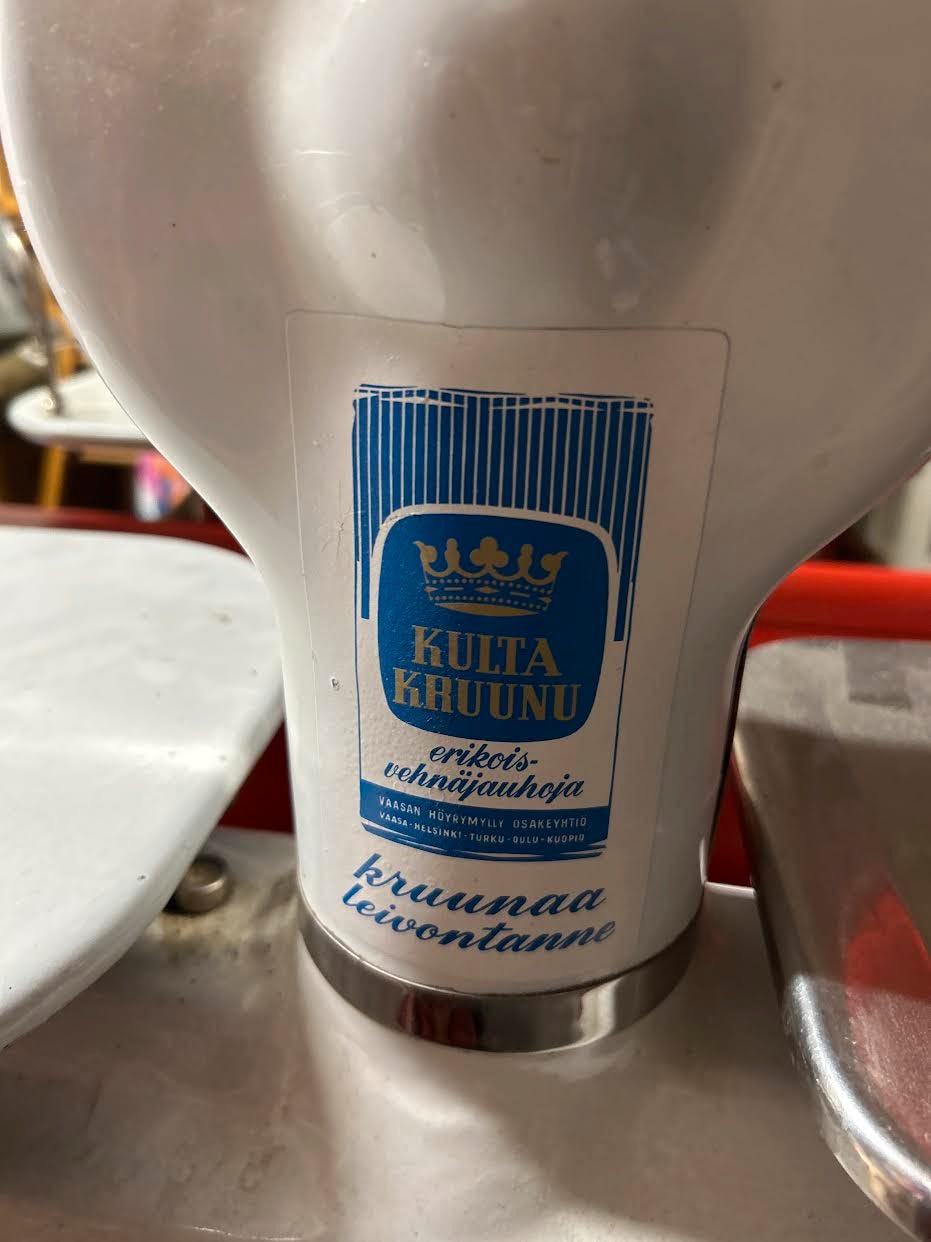 KULTA
KRUUNU
erikois-
vehnäjauhoja
VAASAN HÖYRYMYLLY OSAKEYHTIÖ
VAASA-HELSINKI-TURKU-OULU-KUOPIO
kruunaa
leivontanne